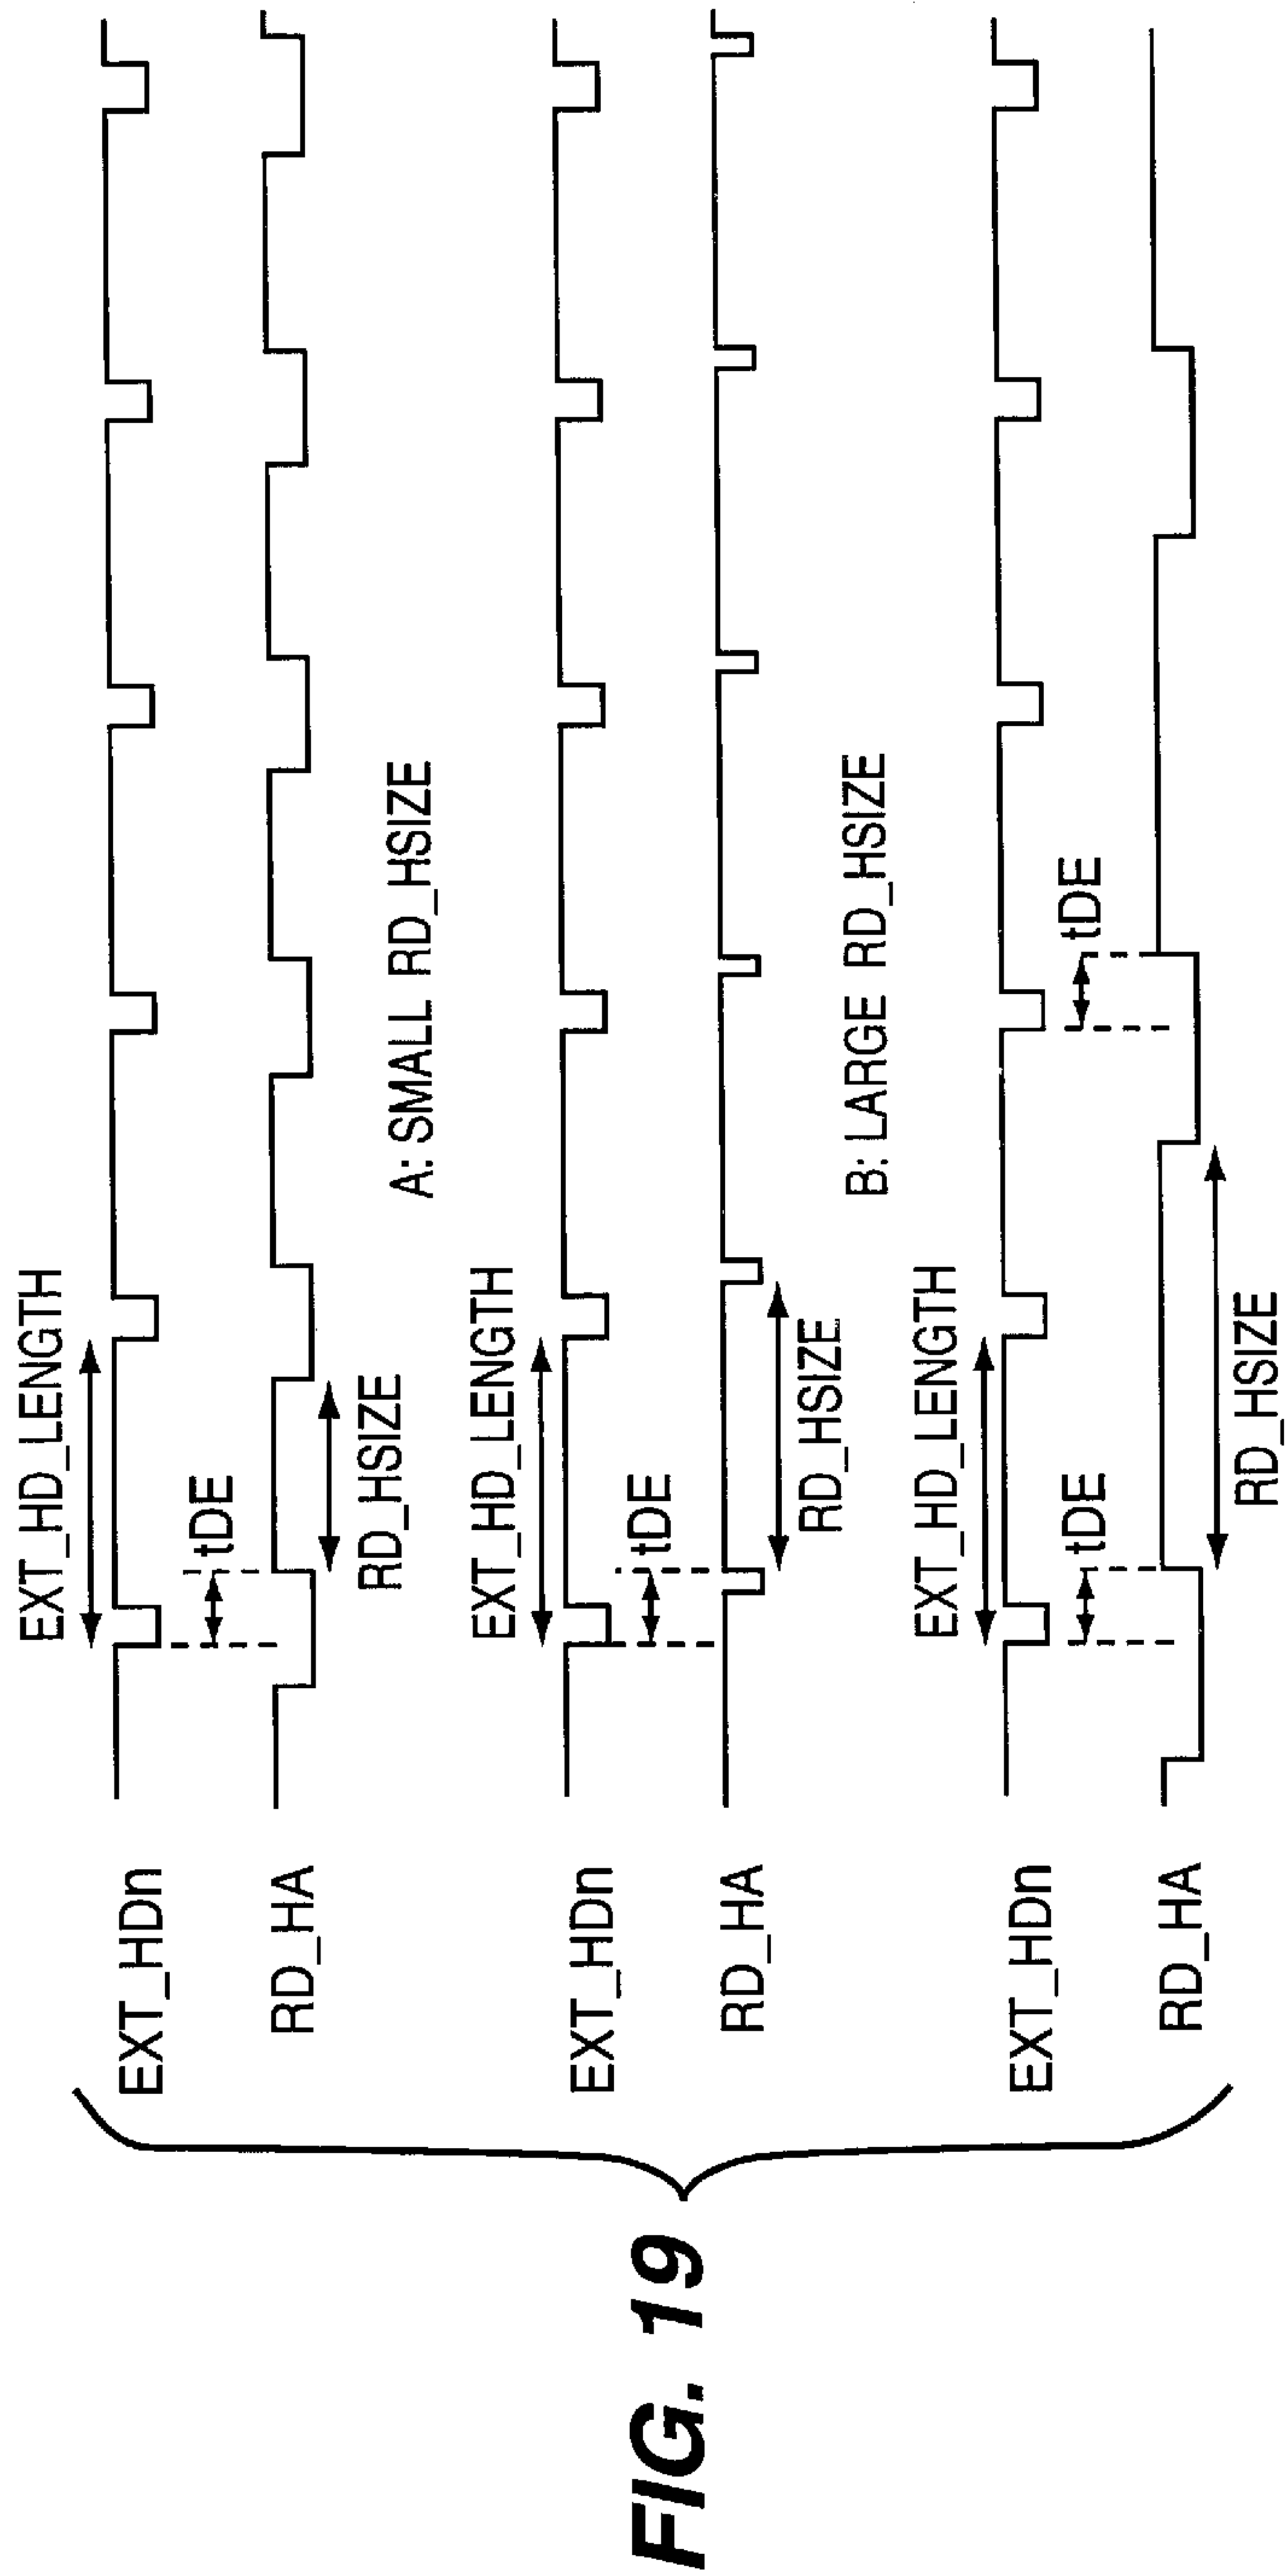 FIG. 19
EXT_HD_LENGTH
EXT_HDn
tDE
RD_HA
RD_HSIZE
A: SMALL RD_HSIZE
EXT_HD_LENGTH
EXT_HDn
tDE
RD_HA
RD_HSIZE
B: LARGE RD_HSIZE
EXT_HD_LENGTH
EXT_HDn
tDE
tDE
RD_HA
RD_HSIZE